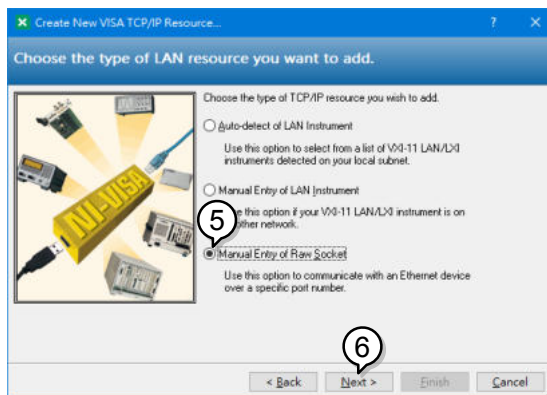 Create New VISA TCP/IP Resource...
Choose the type of LAN resource you want to add.
NI-VISA
Choose the type of TCP/IP resource you wish to add.
Auto-detect of LAN Instrument
Use this option to select from a list of VXI-11 LAN/LXI
instruments detected on your local subnet.
Manual Entry of LAN Instrument
5
this option if your VXI-11 LAN/LXI instrument is on
network.
Manual Entry of Raw Socket
Use this option to communicate with an Ethernet device
over a specific port number.
6
< Back
Next >
Finish
Cancel